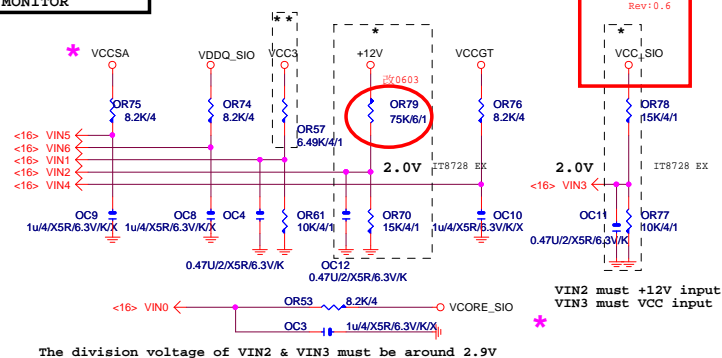 MONITOR
Rev:0.6
* *
*
*
*
VCCSA
VDDQ_SIO
VCC3
+12V
VCCGT
VCC_SIO
改0603
OR75
8.2K/4
OR74
8.2K/4
OR57
6.49K/4/1
OR79
75K/6/1
OR76
8.2K/4
OR78
15K/4/1
<16> VIN5
<16> VIN6
<16> VIN1
<16> VIN2
<16> VIN4
2.0V
IT8728 EX
2.0V
IT8728 EX
<16> VIN3
OC9
1u/4/X5R/6.3V/K/X
OC8
1u/4/X5R/6.3V/K/X
OC4
0.47U/2/X5R/6.3V/K
OR61
10K/4/1
OC12
0.47U/2/X5R/6.3V/K
OR70
15K/4/1
OC10
1u/4/X5R/6.3V/K/X
OC11
0.47U/2/X5R/6.3V/K
OR77
10K/4/1
VIN2 must +12V input
VIN3 must VCC input
<16> VIN0
OR53
8.2K/4
VCORE_SIO
OC3
1u/4/X5R/6.3V/K/X
*
The division voltage of VIN2 & VIN3 must be around 2.9V